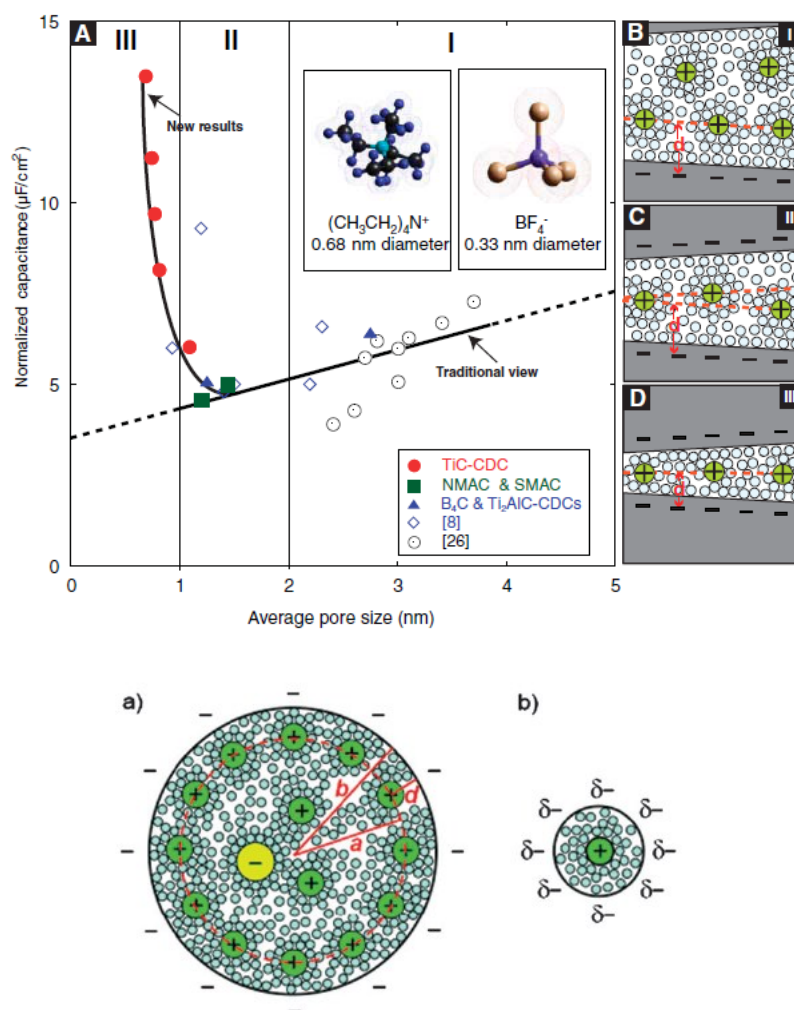 A
III
II
I
15
10
5
0
Normalized capacitance (µF/cm²)
New results
(CH₃CH₂)₄N⁺
0.68 nm diameter
BF₄⁻
0.33 nm diameter
Traditional view
TiC-CDC
NMAC & SMAC
B₄C & Ti₂AlC-CDCs
[8]
[26]
0
1
2
3
4
5
Average pore size (nm)
B
I
+ +
+ + +
d
– – – – –
C
II
– – – – –
+ + +
d
– – – – –
D
III
– – – – –
+ + +
d
– – – – –
a)
b
d
a
+ + + + + + + + + + + + + +
–
– – – – – – – – – – – –
b)
δ– δ– δ–
δ– + δ–
δ– δ– δ–